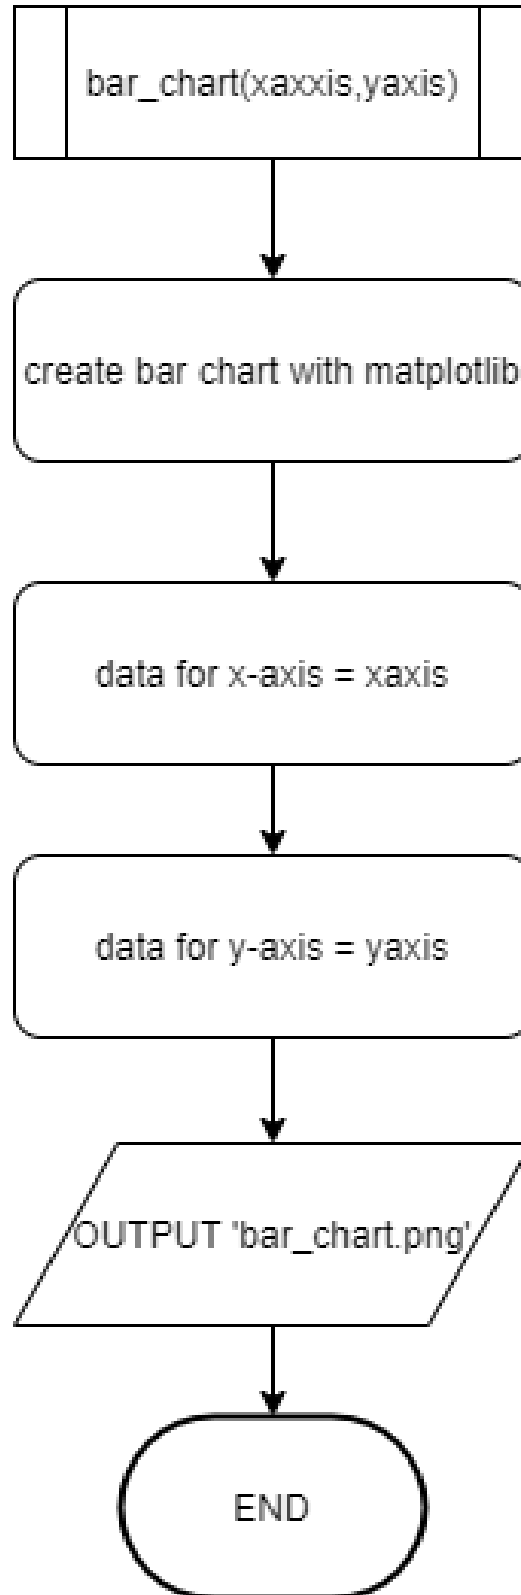 bar_chart(xaxxis,yaxis)
create bar chart with matplotlib
data for x-axis = xaxis
data for y-axis = yaxis
OUTPUT 'bar_chart.png'
END